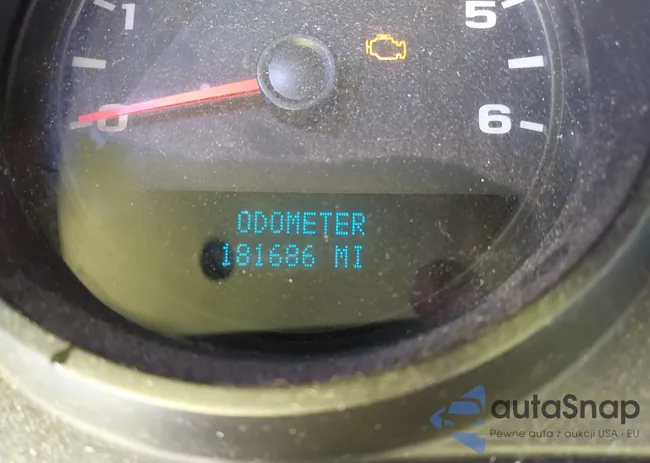 1
5
0
6
ODOMETER
181686 MI
autaSnap
Pewne auta z aukcji USA i EU